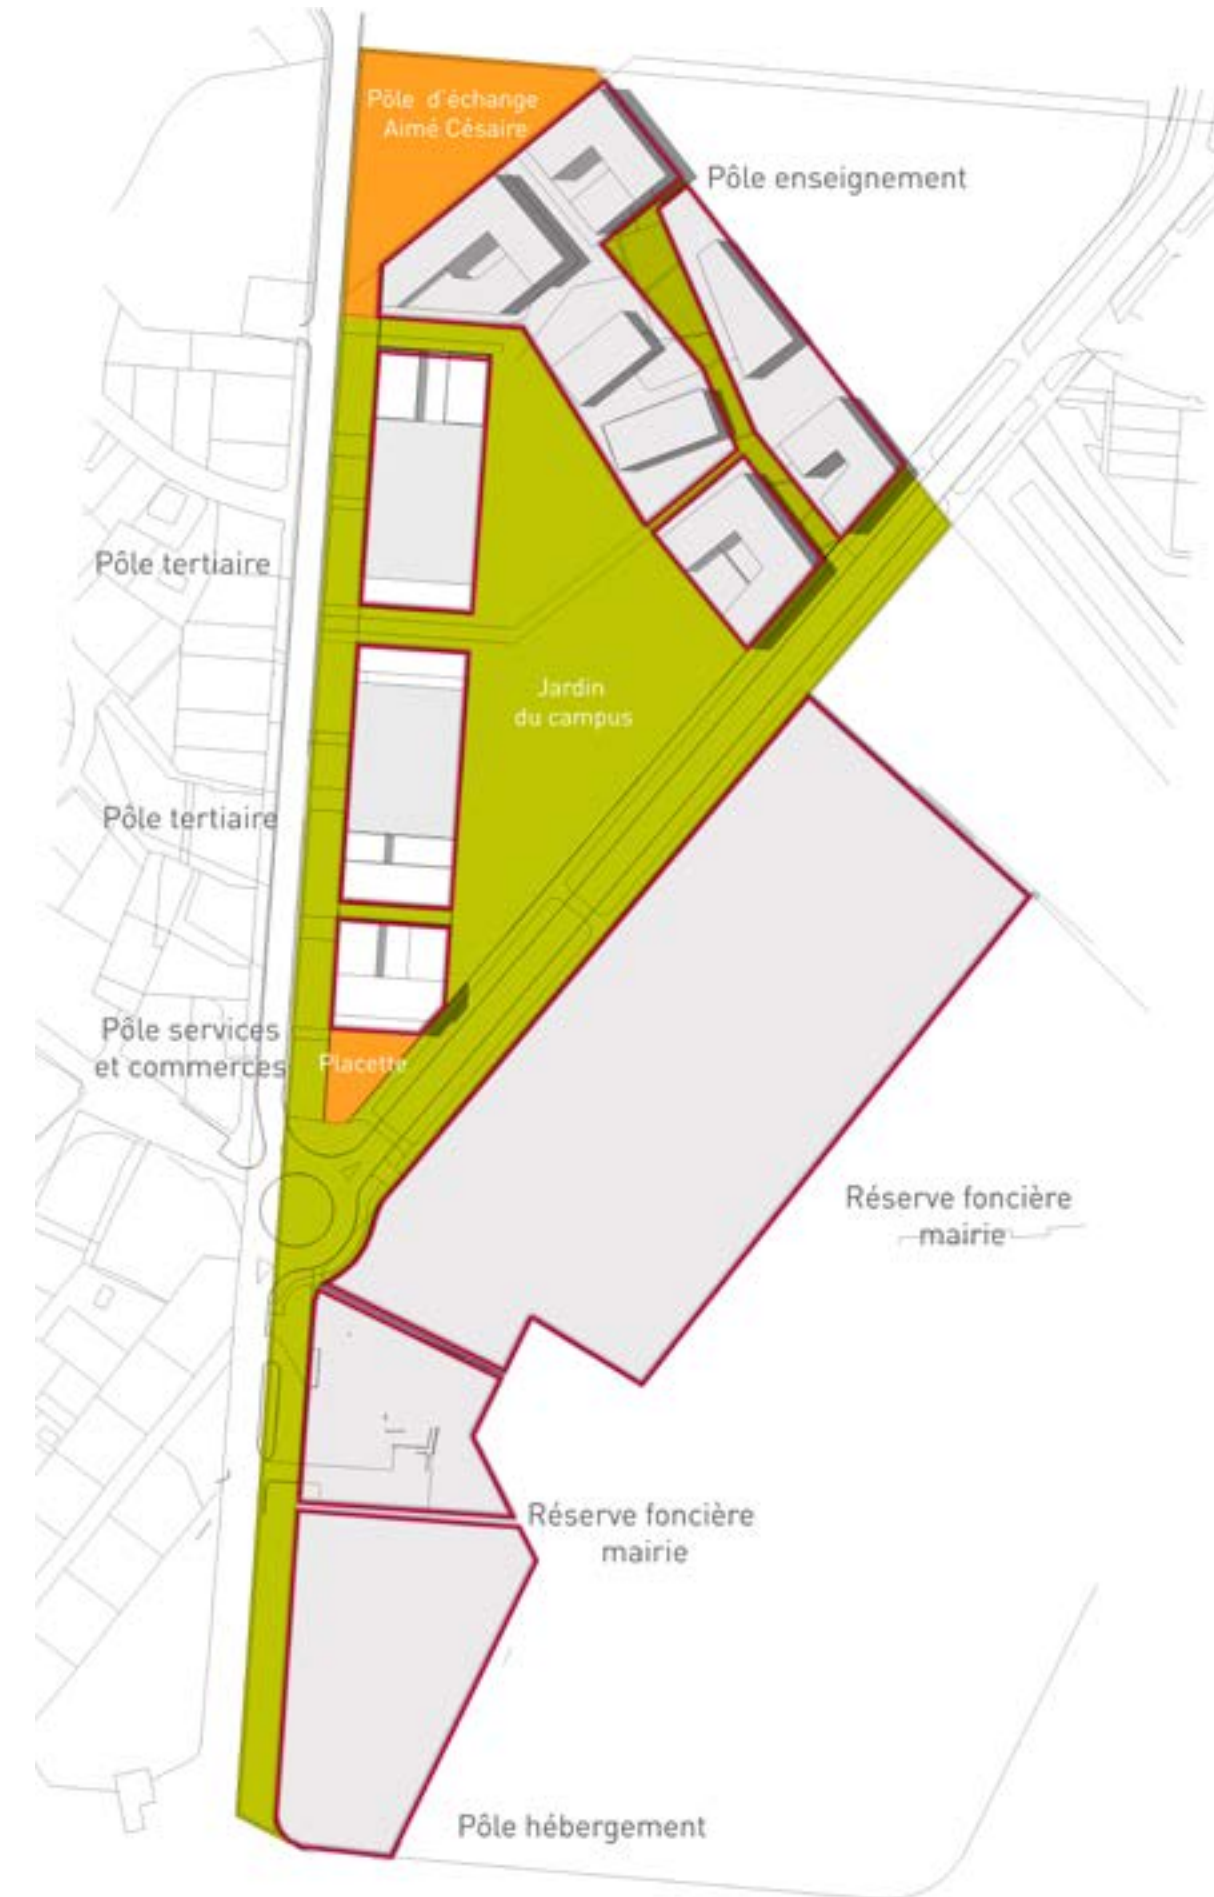 Pôle d'échange
Aimé Césaire
Pôle enseignement
Pôle tertiaire
Jardin
du campus
Pôle tertiaire
Pôle services
et commerces
Placette
Réserve foncière
mairie
Réserve foncière
mairie
Pôle hébergement